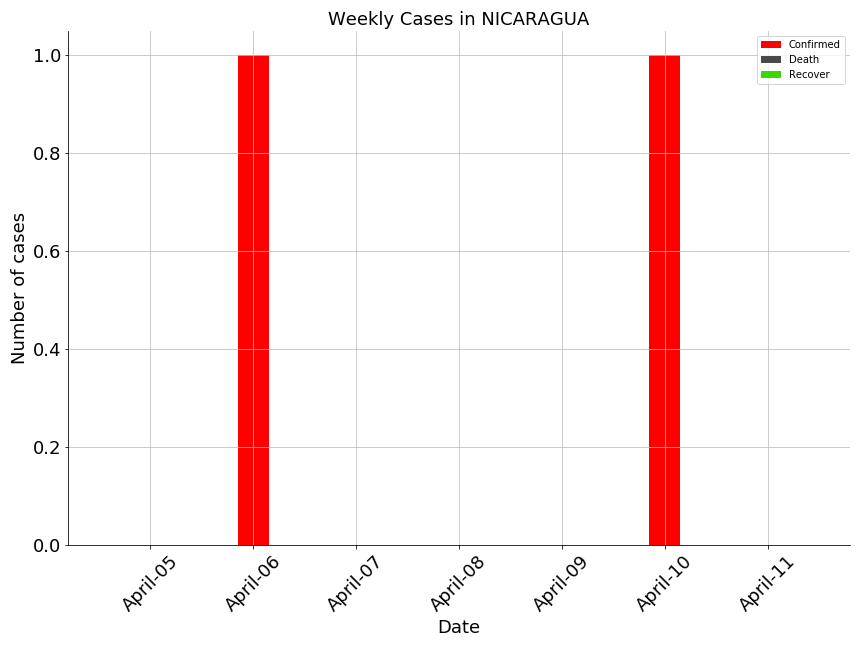 Weekly Cases in NICARAGUA
Confirmed
Death
Recover
Number of cases
1.0
0.8
0.6
0.4
0.2
0.0
April-05
April-06
April-07
April-08
April-09
April-10
April-11
Date